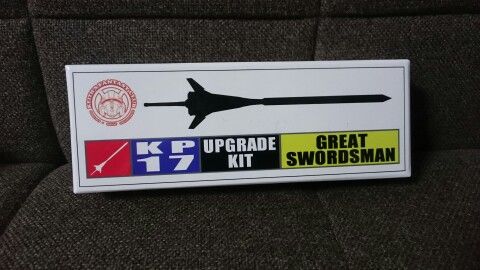 KP
17
UPGRADE
KIT
GREAT
SWORDSMAN